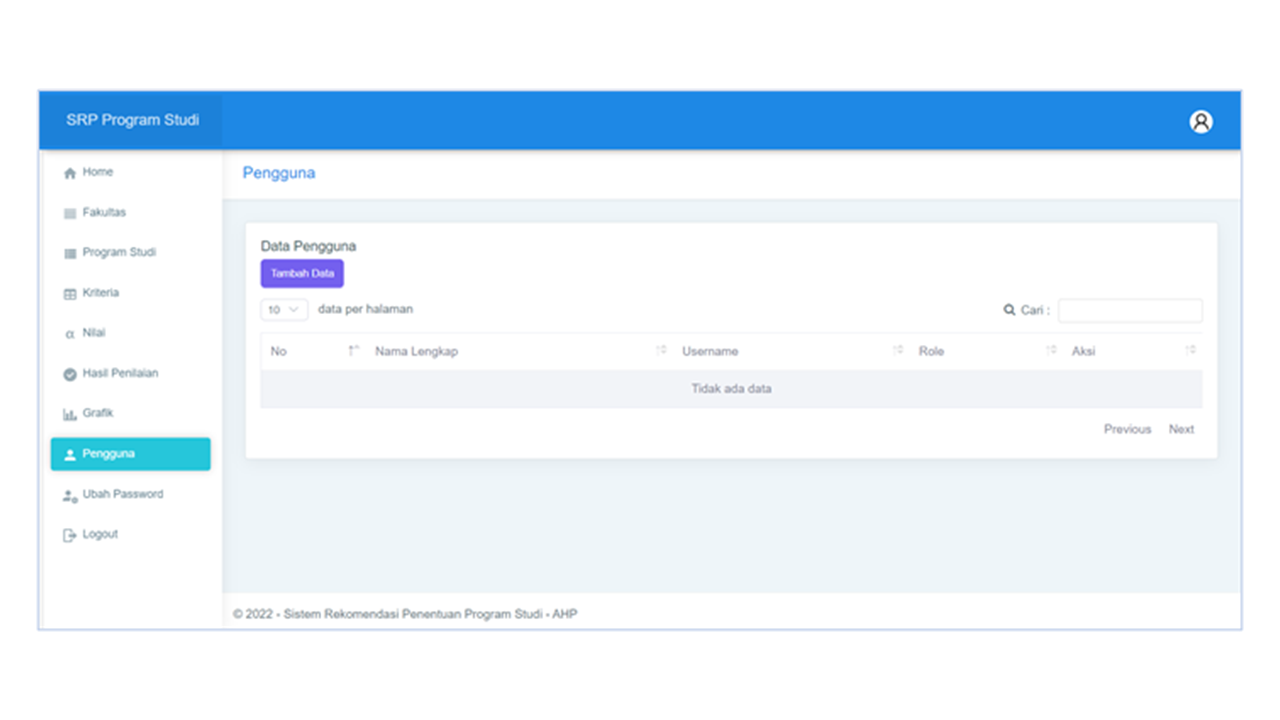 SRP Program Studi
Home
Fakultas
Program Studi
Kriteria
α Nilai
Hasil Penilaian
Grafik
Pengguna
Ubah Password
Logout
Pengguna
Data Pengguna
Tambah Data
10 data per halaman
Cari :
No Nama Lengkap Username Role Aksi
Tidak ada data
Previous Next
© 2022 - Sistem Rekomendasi Penentuan Program Studi - AHP